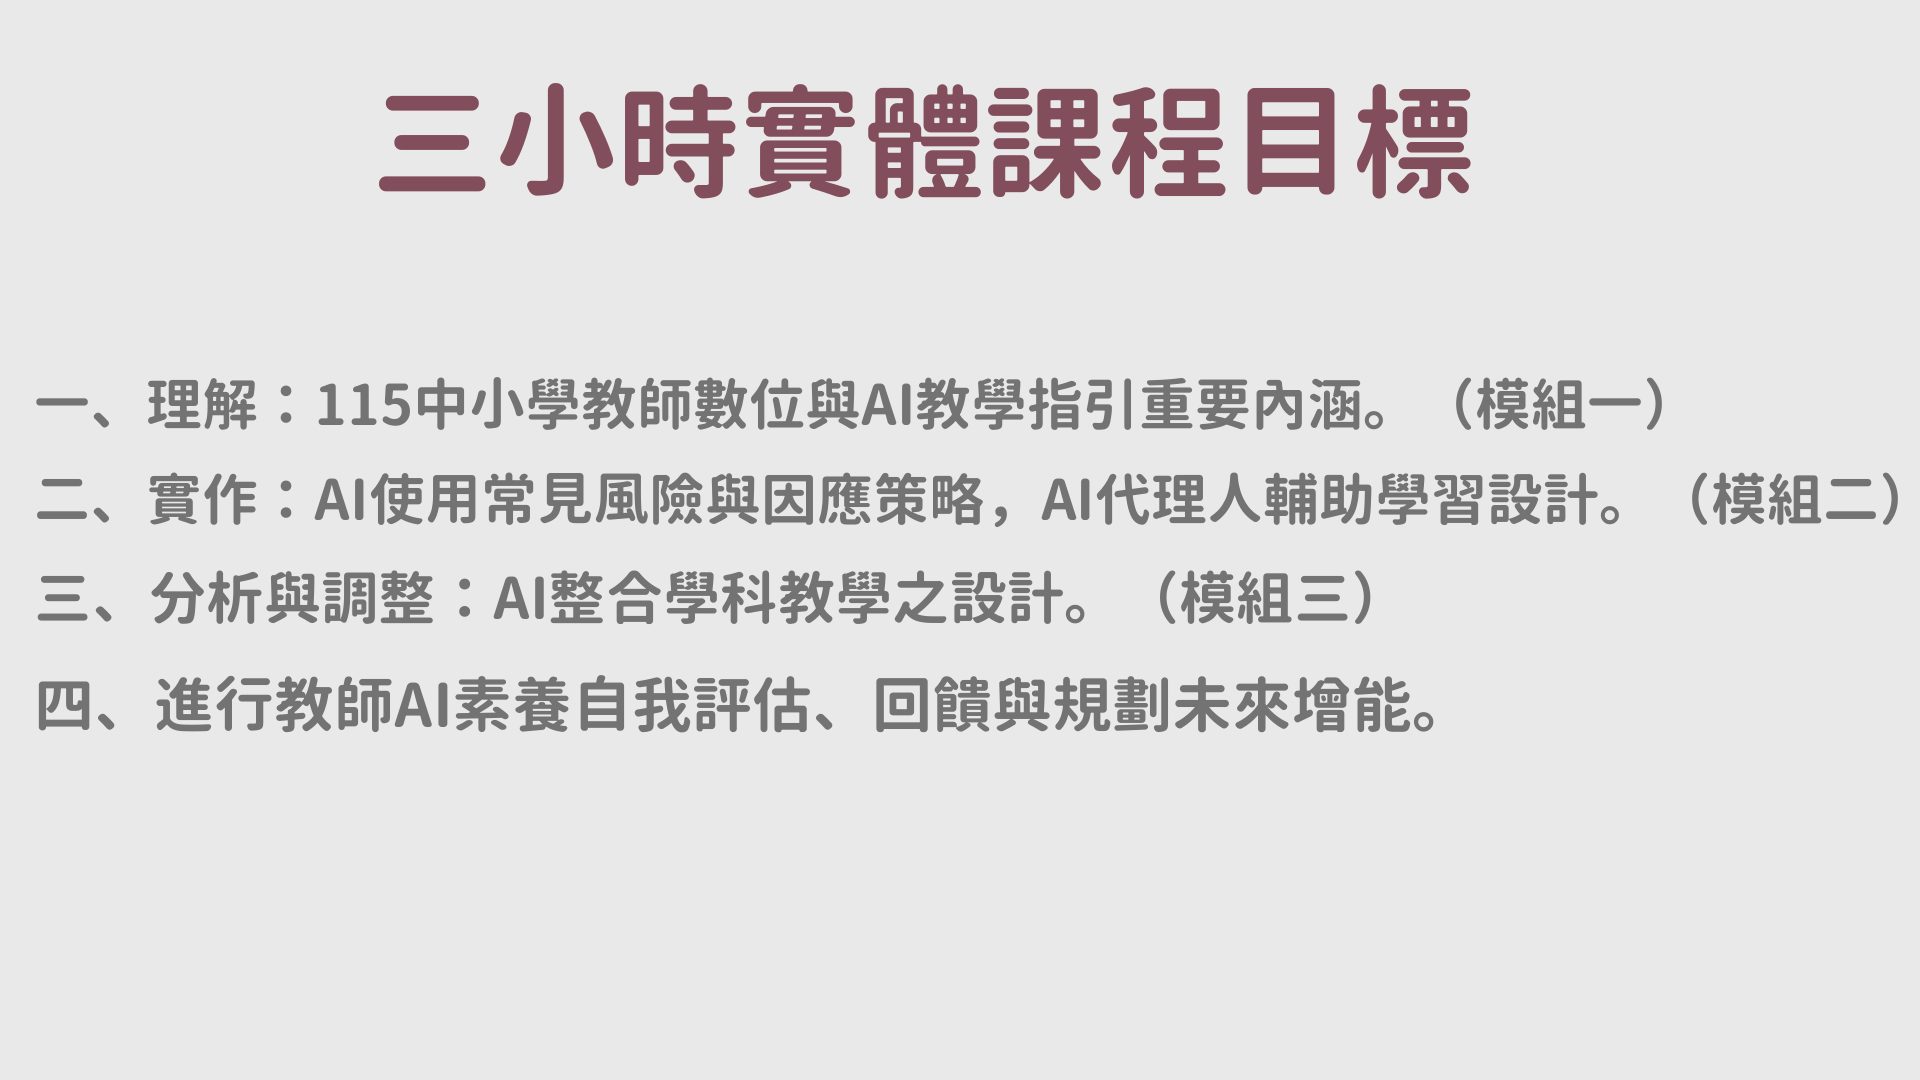 三小時實體課程目標
一、理解：115中小學教師數位與AI教學指引重要內涵。（模組一）
二、實作：AI使用常見風險與因應策略，AI代理人輔助學習設計。（模組二）
三、分析與調整：AI整合學科教學之設計。（模組三）
四、進行教師AI素養自我評估、回饋與規劃未來增能。